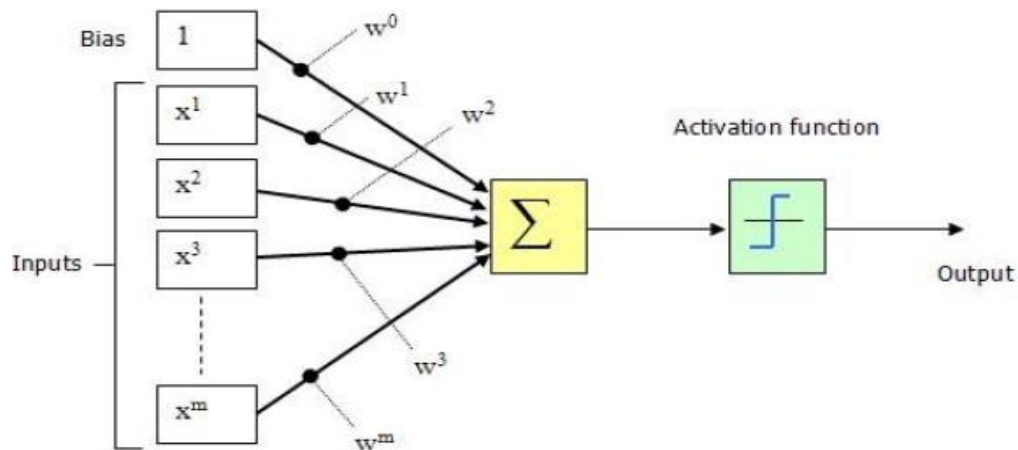 Bias
1
w⁰
x¹
w¹
w²
Activation function
x²
∑
x³
Inputs
Output
w³
xᵐ
wᵐ